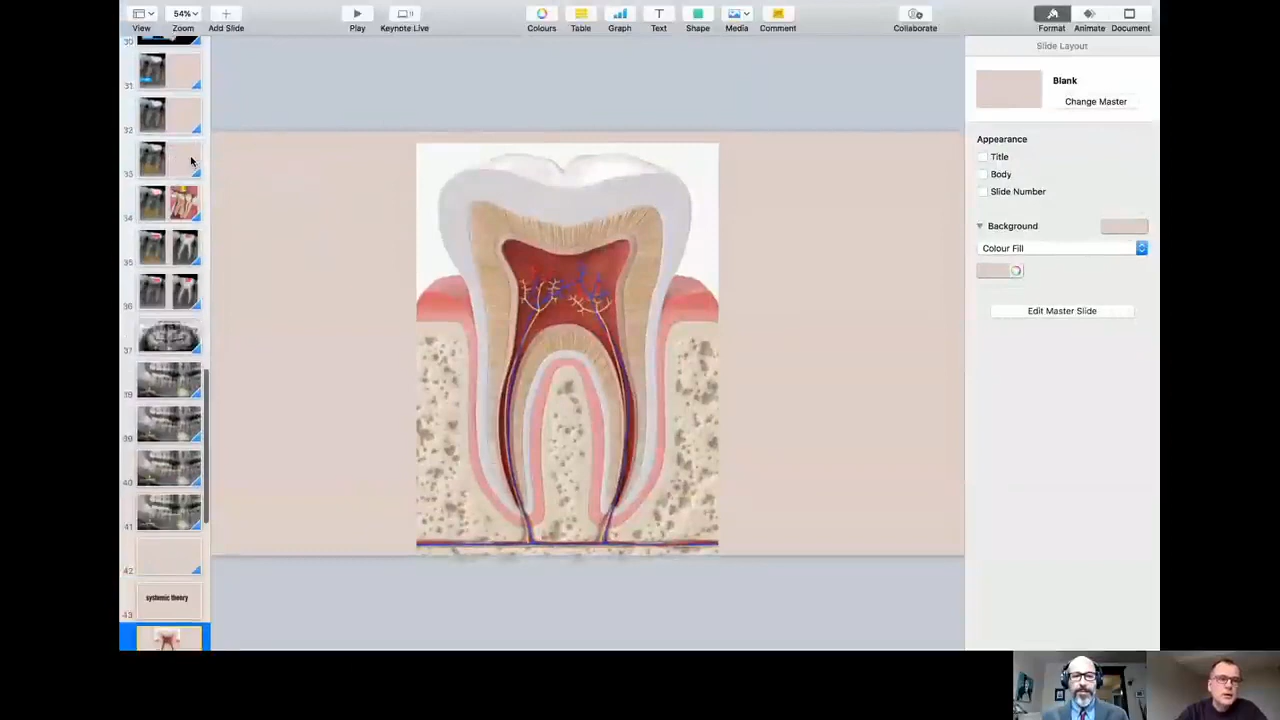 54%
View
Zoom
Add Slide
Play
Keynote Live
Colours
Table
Graph
Text
Shape
Media
Comment
Collaborate
Format
Animate
Document
Slide Layout
Blank
Change Master
Appearance
Title
Body
Slide Number
Background
Colour Fill
Edit Master Slide
30
31
32
33
34
35
36
37
38
39
40
41
42
43
systemic theory